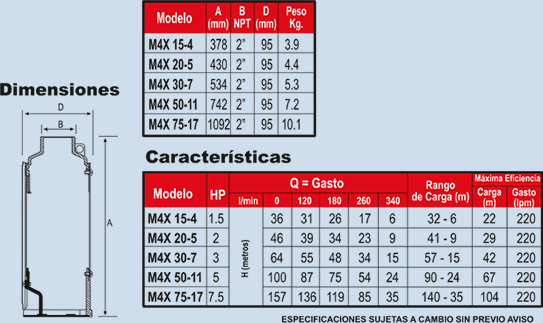 Modelo A (mm) B NPT D (mm) Peso Kg.
M4X 15-4 378 2” 95 3.9
M4X 20-5 430 2” 95 4.4
M4X 30-7 534 2” 95 5.3
M4X 50-11 742 2” 95 7.2
M4X 75-17 1092 2” 95 10.1
Dimensiones
D
B
A
Características
Modelo HP Q = Gasto Rango de Carga (m) Máxima Eficiencia
l/min 0 120 180 260 340 Carga (m) Gasto (lpm)
H (metros)
M4X 15-4 1.5 36 31 26 17 6 32 - 6 22 220
M4X 20-5 2 46 39 34 23 9 41 - 9 29 220
M4X 30-7 3 64 55 48 34 15 57 - 15 42 220
M4X 50-11 5 100 87 75 54 24 90 - 24 67 220
M4X 75-17 7.5 157 136 119 85 35 140 - 35 104 220
ESPECIFICACIONES SUJETAS A CAMBIO SIN PREVIO AVISO